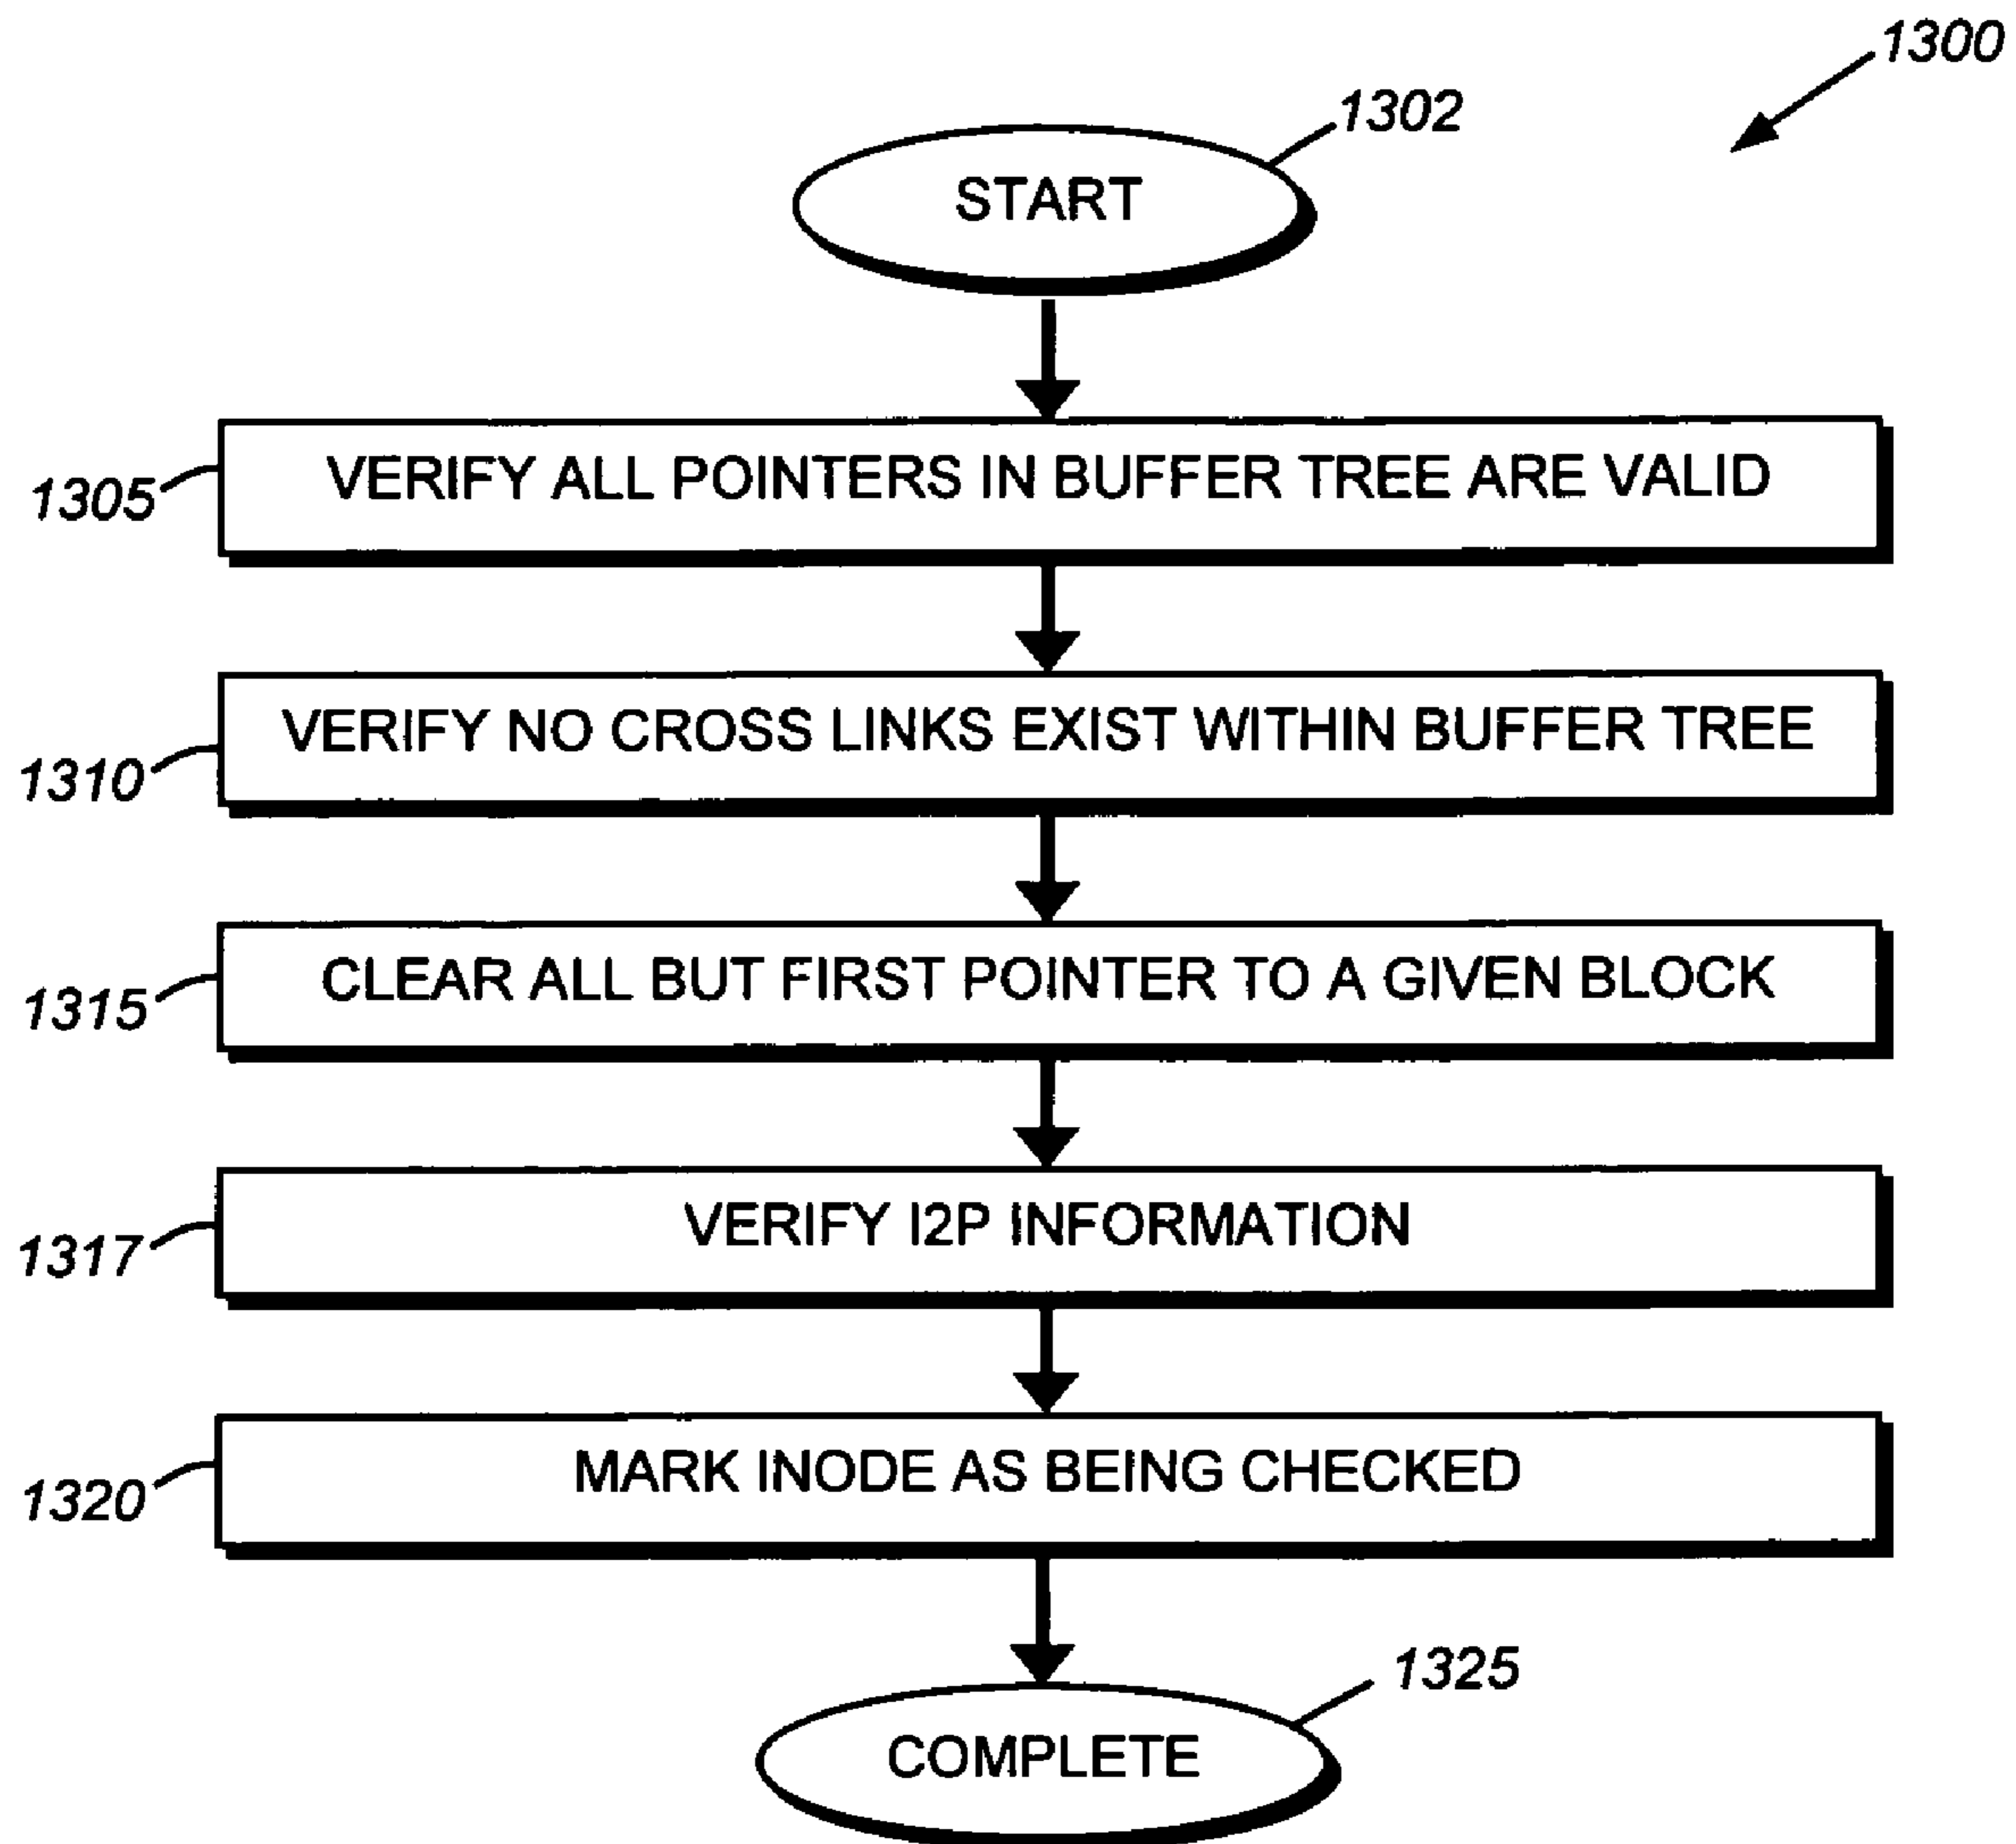 1300
1302
START
1305
VERIFY ALL POINTERS IN BUFFER TREE ARE VALID
1310
VERIFY NO CROSS LINKS EXIST WITHIN BUFFER TREE
1315
CLEAR ALL BUT FIRST POINTER TO A GIVEN BLOCK
1317
VERIFY I2P INFORMATION
1320
MARK INODE AS BEING CHECKED
1325
COMPLETE